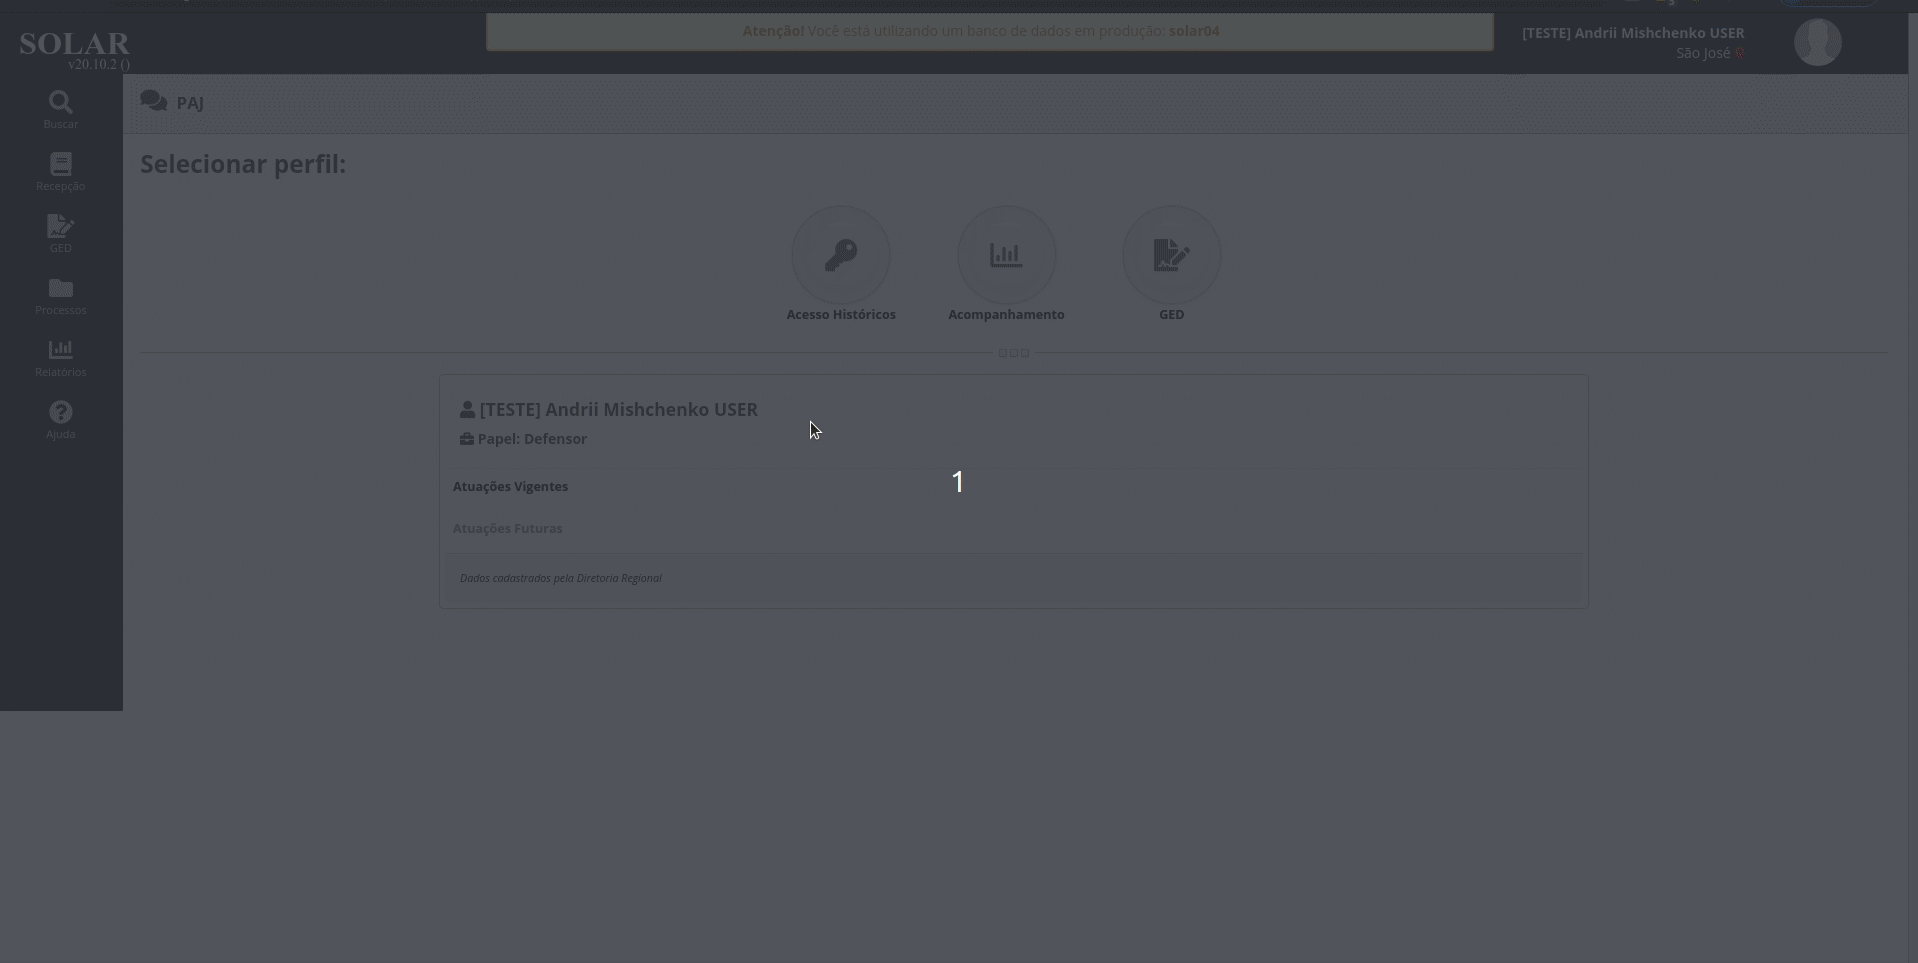 Atenção! Você está utilizando um banco de dados em produção: solar04
[TESTE] Andrii Mishchenko USER
São José
SOLAR
v20.10.2 ()
PAJ
Buscar
Recepção
GED
Processos
Relatórios
Ajuda
Selecionar perfil:
Acesso Históricos
Acompanhamento
GED
[TESTE] Andrii Mishchenko USER
Papel: Defensor
1
Atuações Vigentes
Atuações Futuras
Dados cadastrados pela Diretoria Regional